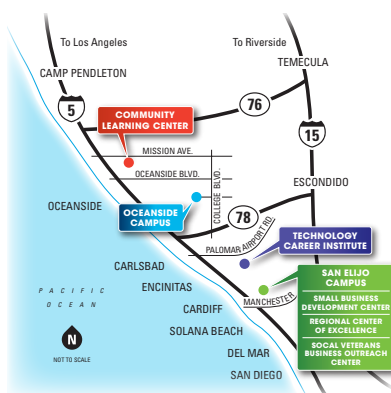 To Los Angeles
To Riverside
TEMECULA
CAMP PENDLETON
5
76
15
COMMUNITY
LEARNING CENTER
MISSION AVE.
OCEANSIDE BLVD.
COLLEGE BLVD.
ESCONDIDO
OCEANSIDE
OCEANSIDE
CAMPUS
78
PALOMAR AIRPORT RD.
TECHNOLOGY
CAREER INSTITUTE
CARLSBAD
SAN ELIJO
CAMPUS
SMALL BUSINESS
DEVELOPMENT CENTER
REGIONAL CENTER
OF EXCELLENCE
SOCAL VETERANS
BUSINESS OUTREACH
CENTER
PACIFIC
OCEAN
ENCINITAS
MANCHESTER
CARDIFF
SOLANA BEACH
N
NOT TO SCALE
DEL MAR
SAN DIEGO